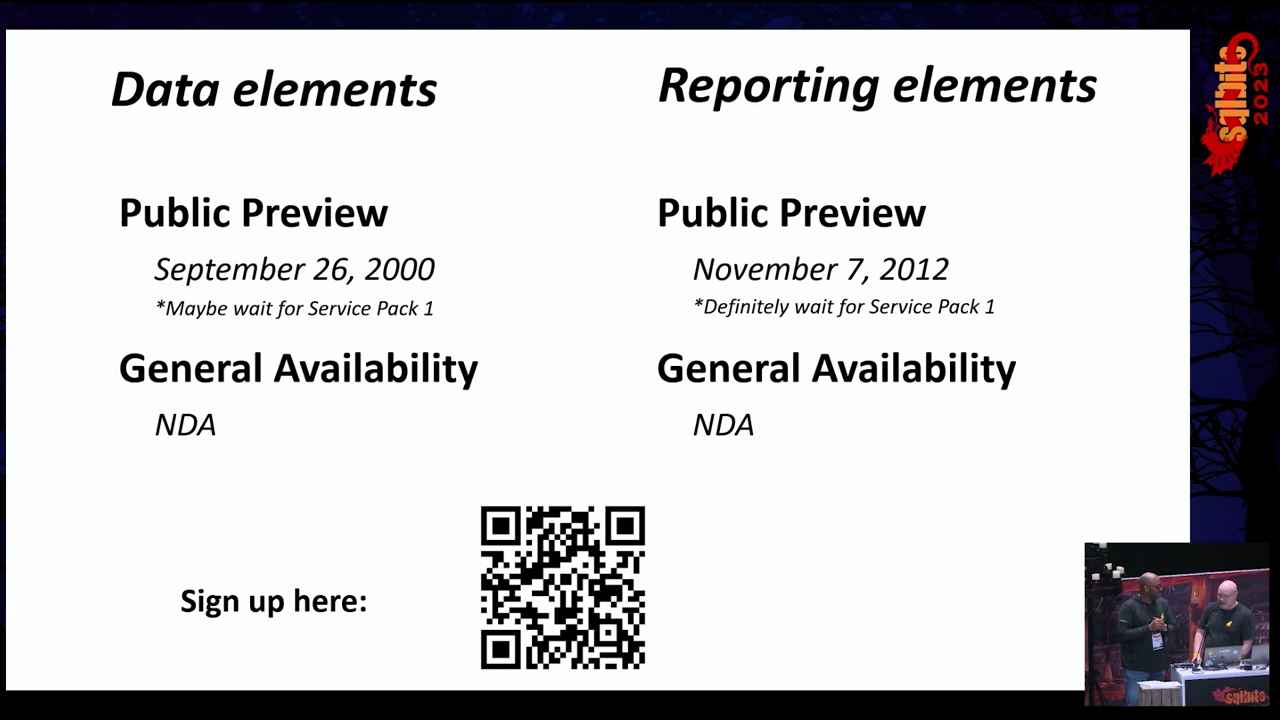 Data elements
Public Preview
September 26, 2000
*Maybe wait for Service Pack 1
General Availability
NDA
Reporting elements
Public Preview
November 7, 2012
*Definitely wait for Service Pack 1
General Availability
NDA
Sign up here:
sqlbits
2023
sqlbits